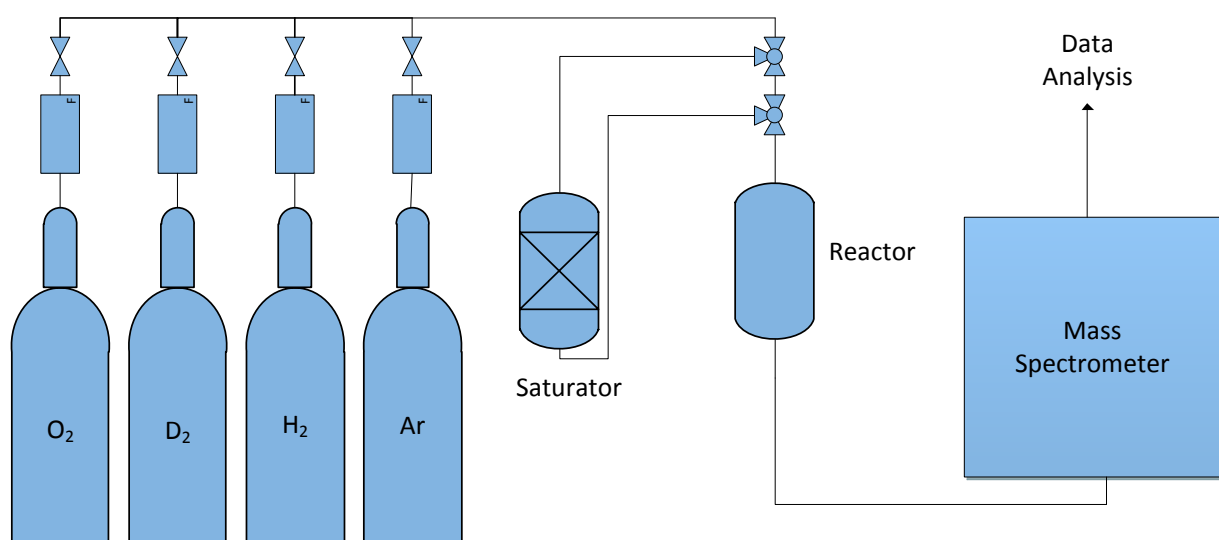 Data
Analysis
F
F
F
F
Reactor
Mass
Spectrometer
Saturator
O₂
D₂
H₂
Ar